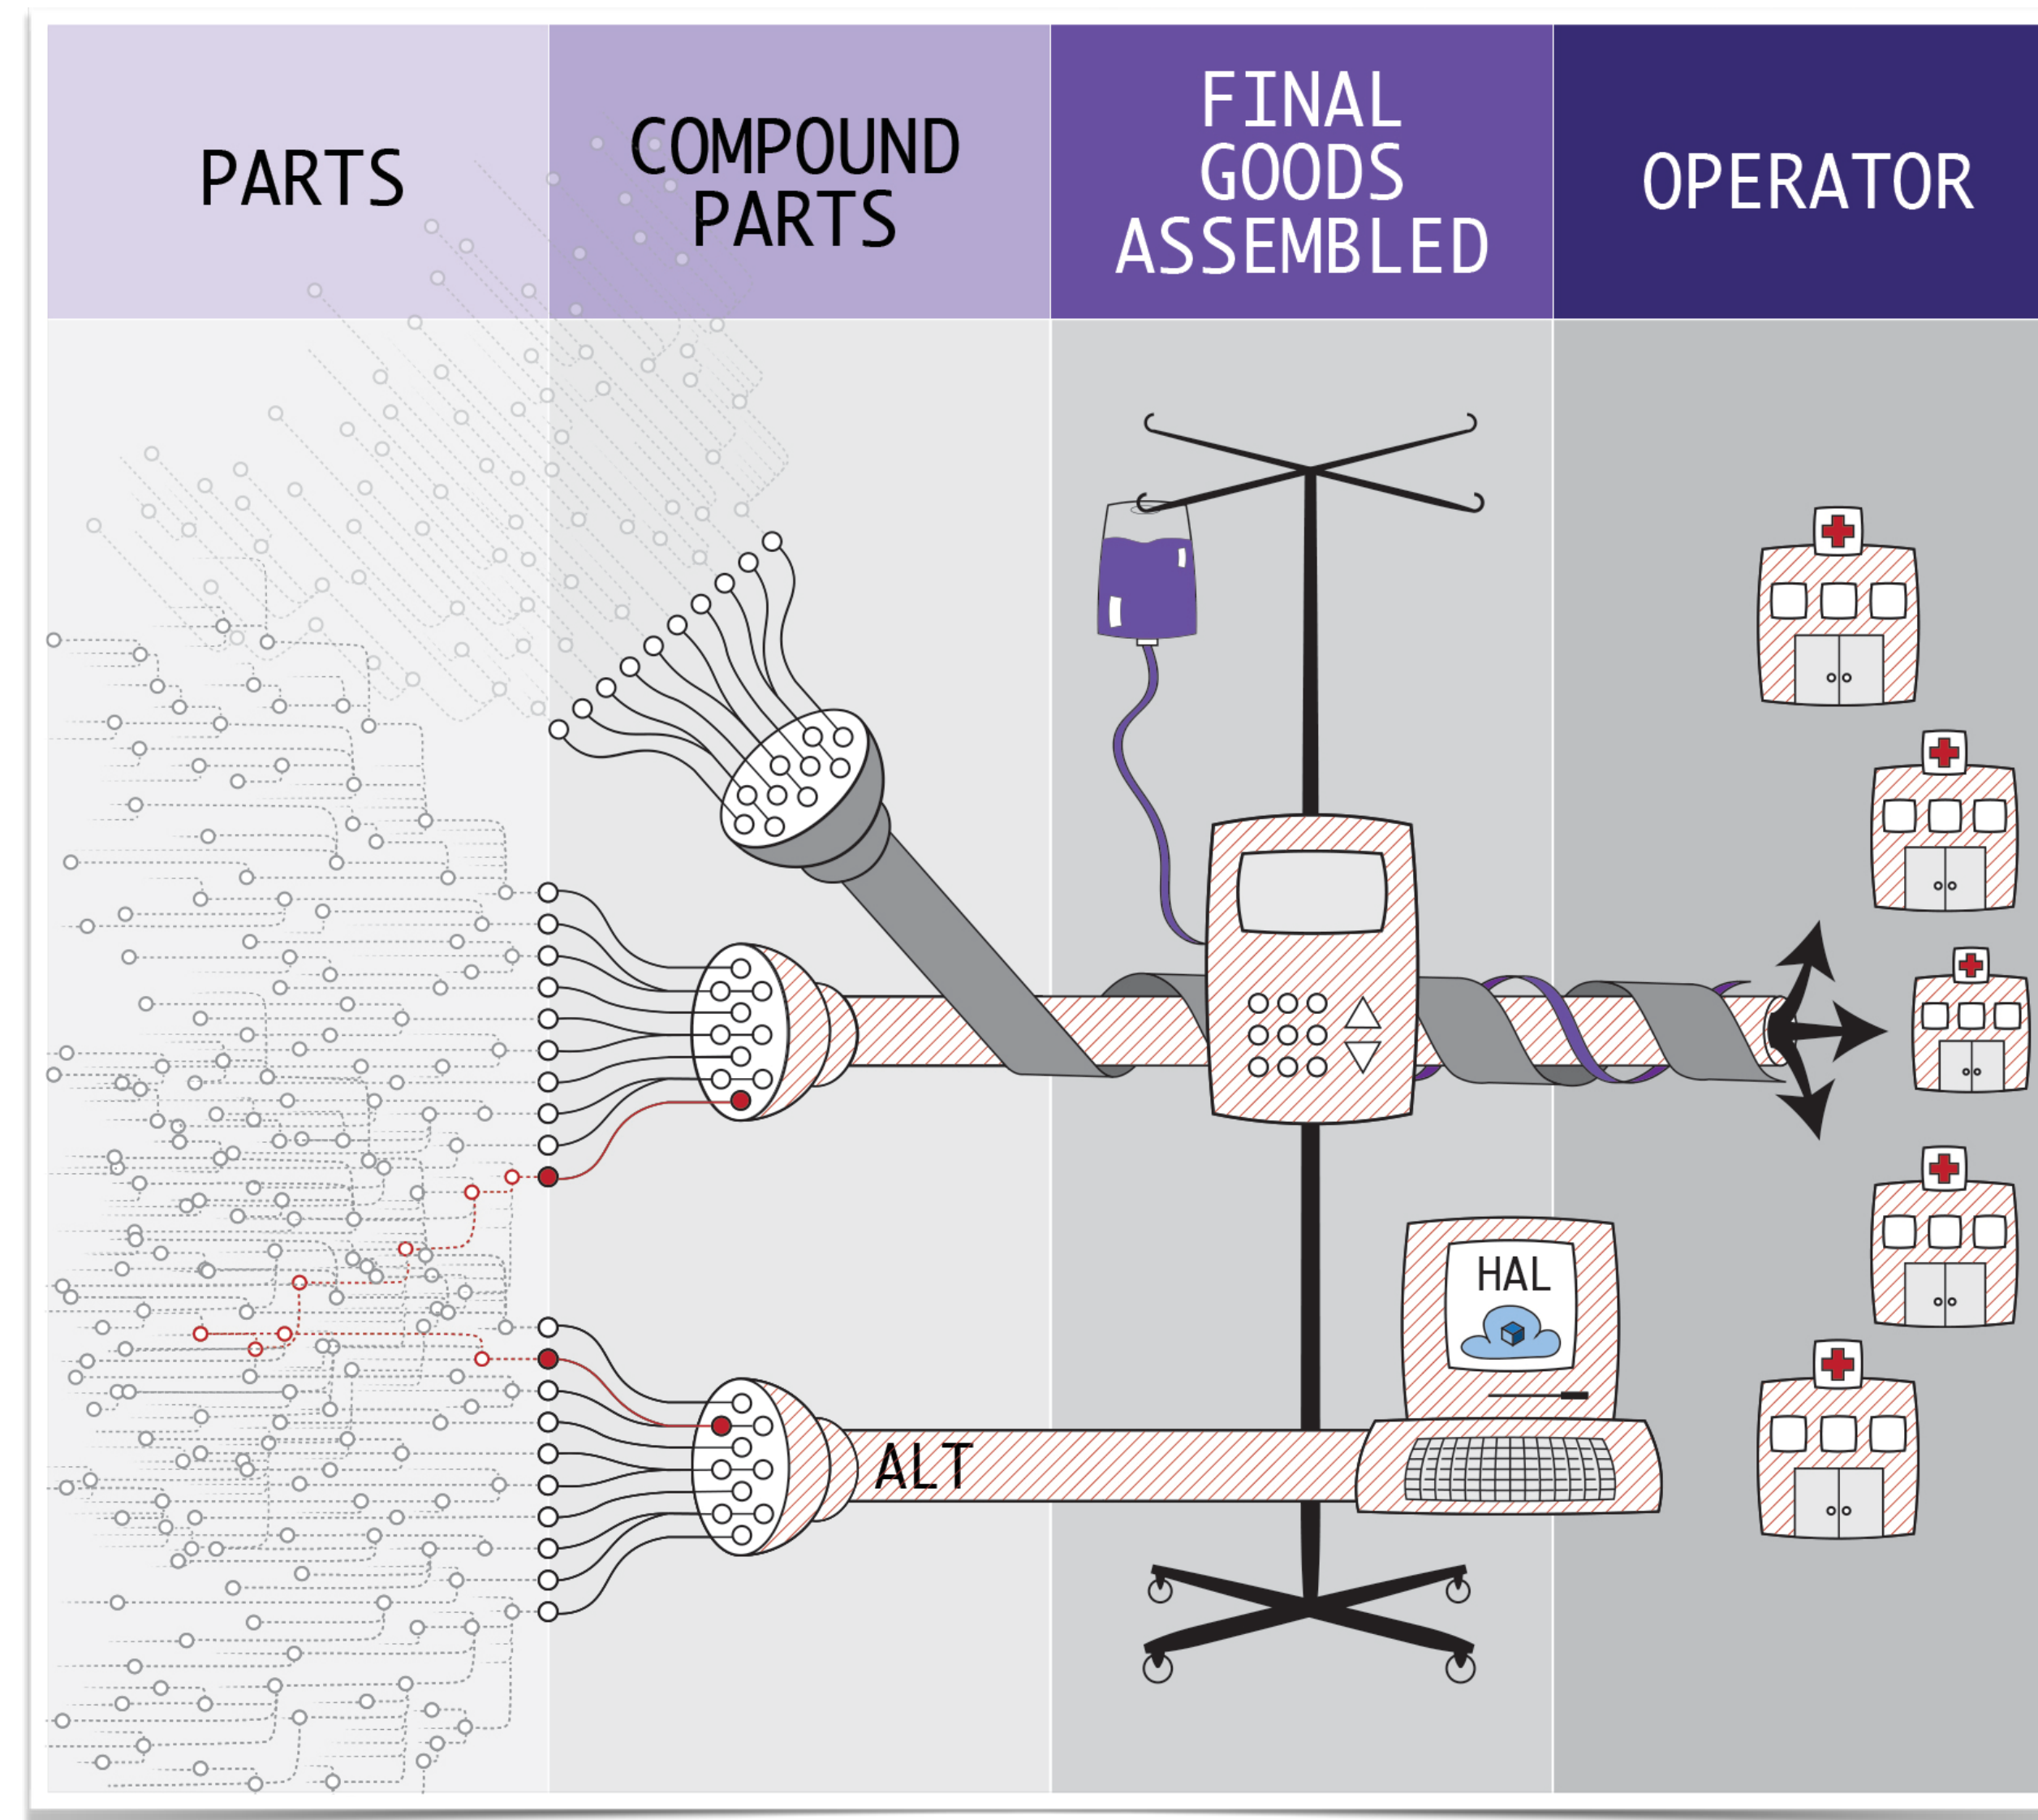 PARTS
COMPOUND
PARTS
FINAL
GOODS
ASSEMBLED
OPERATOR
HAL
ALT